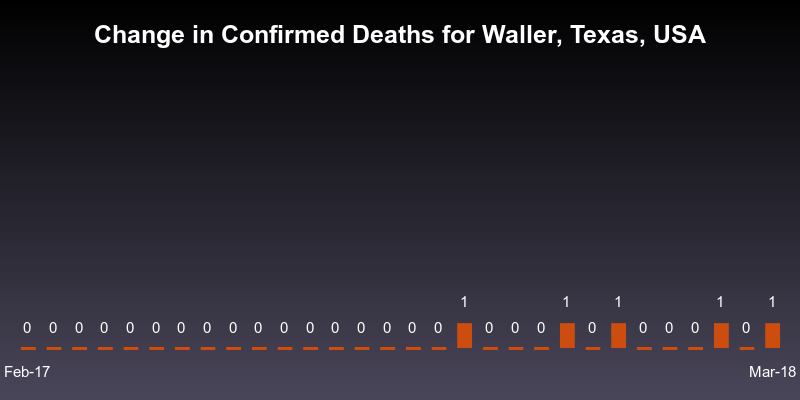 Change in Confirmed Deaths for Waller, Texas, USA
1 1 1 1 1
0 0 0 0 0 0 0 0 0 0 0 0 0 0 0 0 0 0 0 0 0 0 0 0 0
Feb-17 Mar-18